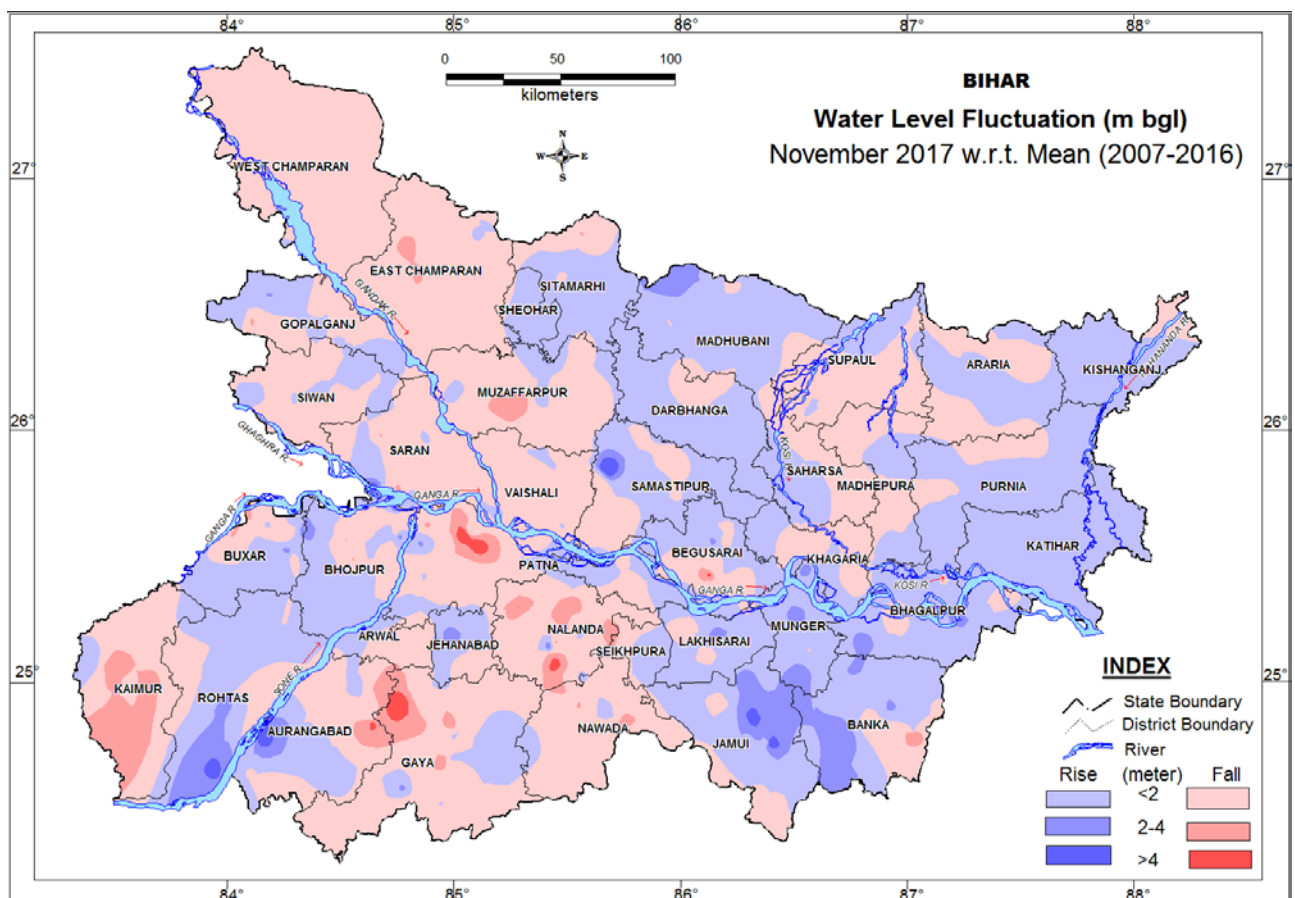 84° 85° 86° 87° 88°
0 50 100
kilometers
BIHAR
Water Level Fluctuation (m bgl)
November 2017 w.r.t. Mean (2007-2016)
N
W E
S
27° 27°
WEST CHAMPARAN
EAST CHAMPARAN
SITAMARHI
GANDAK R.
SHEOHAR
GOPALGANJ
MADHUBANI
SUPAUL
ARARIA
KISHANGANJ
SIWAN
MUZAFFARPUR
DARBHANGA
26° 26°
GHAGHRA R.
SARAN
KOSI R.
SAHARSA
VAISHALI
SAMASTIPUR
MADHEPURA
PURNIA
GANGA R.
GANGA R.
BUXAR
BHOJPUR
PATNA
BEGUSARAI
KHAGARIA
KATIHAR
GANGA R.
KOSI R.
BHAGALPUR
ARWAL
JEHANABAD
NALANDA
SEIKHPURA
LAKHISARAI
MUNGER
25° 25°
KAIMUR
ROHTAS
SONE R.
AURANGABAD
GAYA
NAWADA
JAMUI
BANKA
INDEX
State Boundary
District Boundary
River
Rise (meter) Fall
<2
2-4
>4
84° 85° 86° 87° 88°